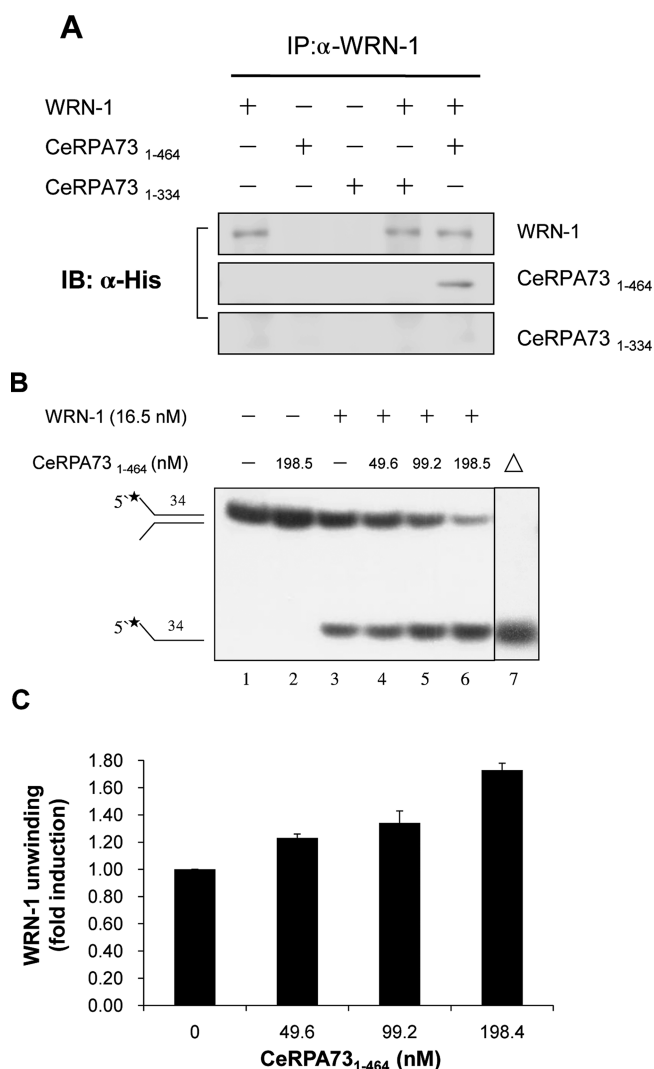 A
IP:α-WRN-1
WRN-1 + − − + +
CeRPA73 1-464 − + − − +
CeRPA73 1-334 − − + + −
WRN-1
IB: α-His
CeRPA73 1-464
CeRPA73 1-334
B
WRN-1 (16.5 nM) − − + + + +
CeRPA73 1-464 (nM) − 198.5 − 49.6 99.2 198.5 △
5`★ 34
5`★ 34
1 2 3 4 5 6 7
C
WRN-1 unwinding
(fold induction)
1.80
1.60
1.40
1.20
1.00
0.80
0.60
0.40
0.20
0.00
0 49.6 99.2 198.4
CeRPA73 1-464 (nM)